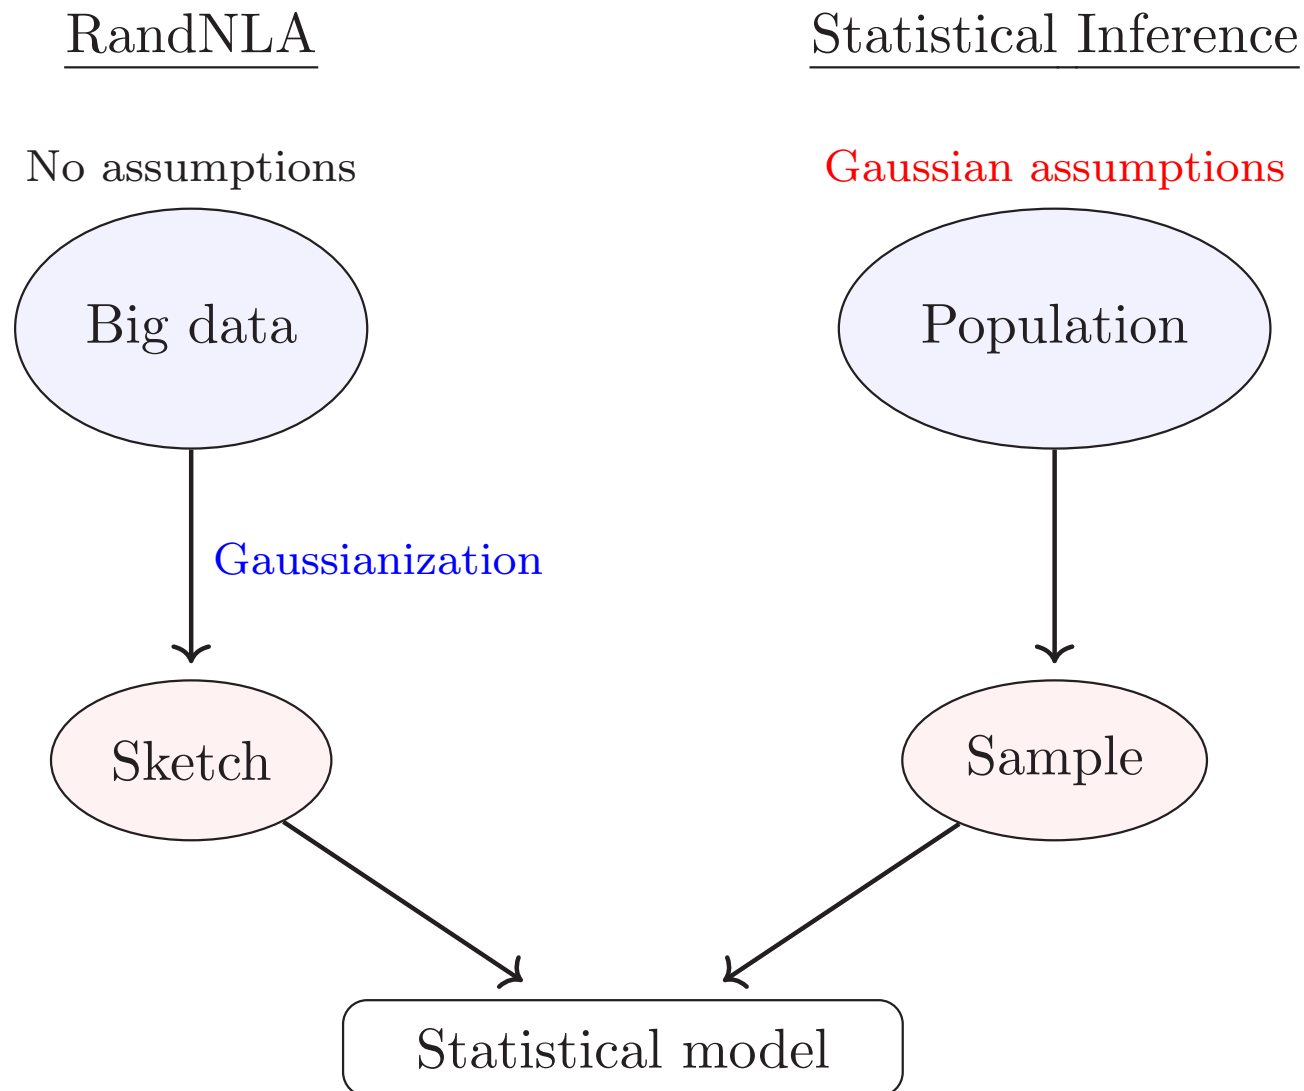 RandNLA
Statistical Inference
No assumptions
Gaussian assumptions
Big data
Population
Gaussianization
Sketch
Sample
Statistical model